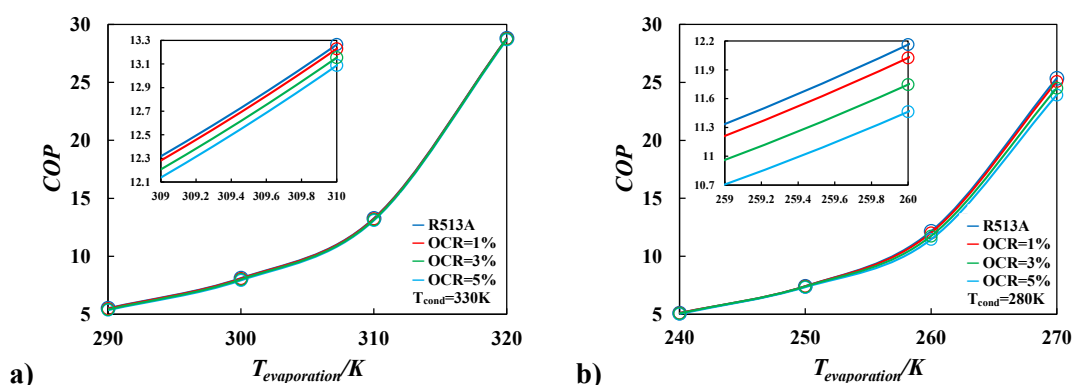 30
25
20
15
10
5
COP
13.3
13.1
12.9
12.7
12.5
12.3
12.1
309
309.2
309.4
309.6
309.8
310
R513A
OCR=1%
OCR=3%
OCR=5%
T_cond=330K
290
300
310
320
T_evaporation/K
a)
30
25
20
15
10
5
COP
12.2
11.9
11.6
11.3
11
10.7
259
259.2
259.4
259.6
259.8
260
R513A
OCR=1%
OCR=3%
OCR=5%
T_cond=280K
240
250
260
270
T_evaporation/K
b)